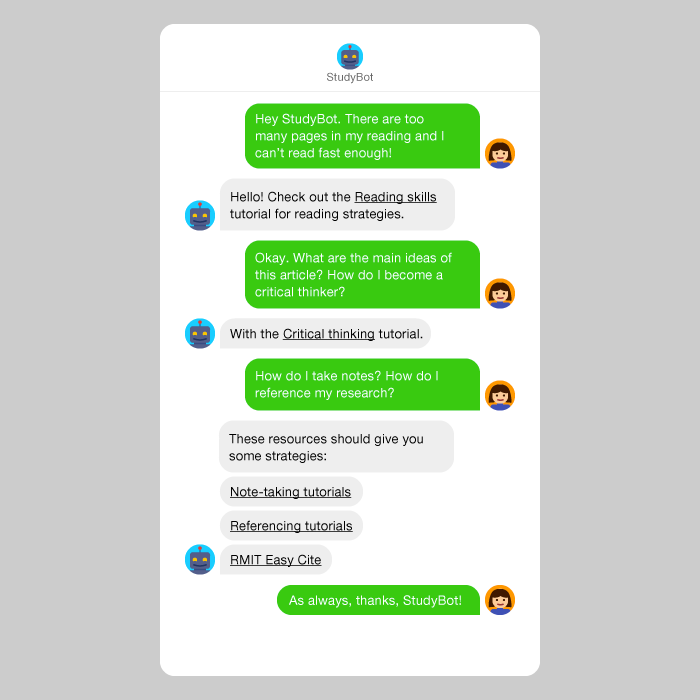 StudyBot
Hey StudyBot. There are too
many pages in my reading and I
can't read fast enough!
Hello! Check out the Reading skills
tutorial for reading strategies.
Okay. What are the main ideas of
this article? How do I become a
critical thinker?
With the Critical thinking tutorial.
How do I take notes? How do I
reference my research?
These resources should give you
some strategies:
Note-taking tutorials
Referencing tutorials
RMIT Easy Cite
As always, thanks, StudyBot!